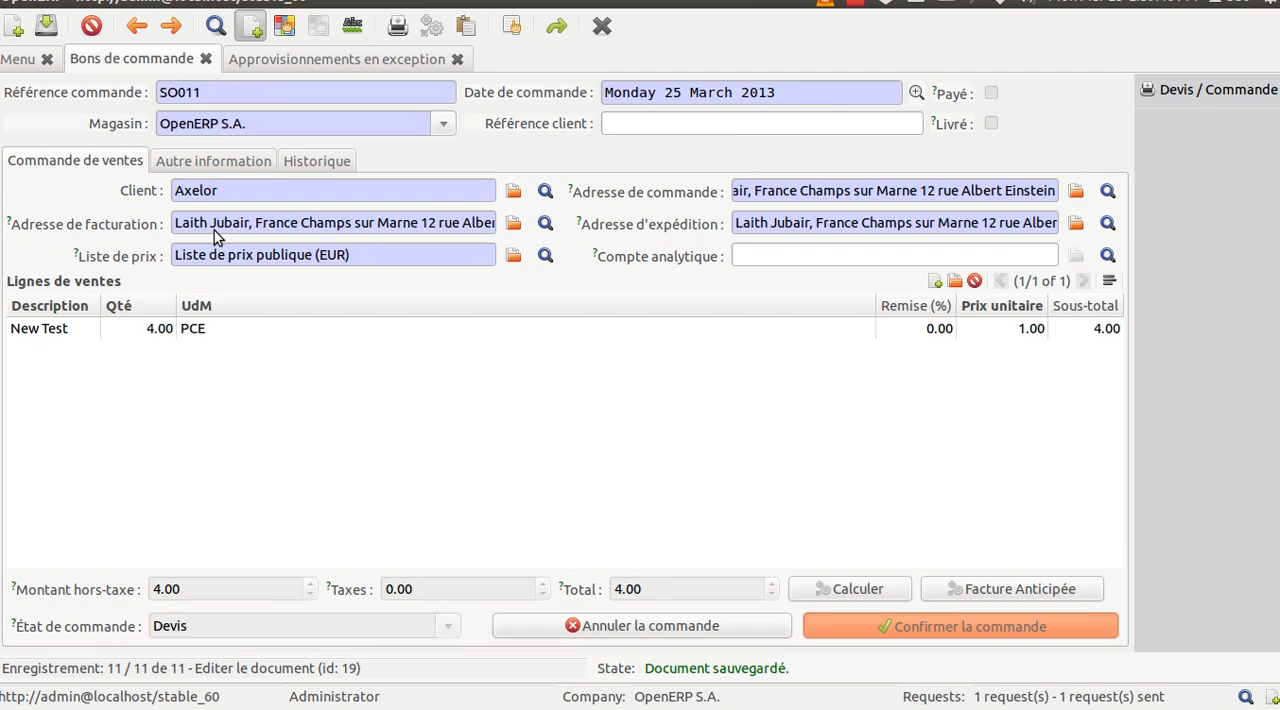 Menu
Bons de commande
Approvisionnements en exception
Référence commande : SO011
Date de commande : Monday 25 March 2013
?Payé :
Devis / Commande
Magasin : OpenERP S.A.
Référence client :
?Livré :
Commande de ventes
Autre information
Historique
Client : Axelor
?Adresse de commande : air, France Champs sur Marne 12 rue Albert Einstein
?Adresse de facturation : Laith Jubair, France Champs sur Marne 12 rue Alber
?Adresse d'expédition : Laith Jubair, France Champs sur Marne 12 rue Alber
?Liste de prix : Liste de prix publique (EUR)
?Compte analytique :
Lignes de ventes
(1/1 of 1)
Description Qté UdM Remise (%) Prix unitaire Sous-total
New Test 4.00 PCE 0.00 1.00 4.00
?Montant hors-taxe : 4.00
?Taxes : 0.00
?Total : 4.00
Calculer
Facture Anticipée
?État de commande : Devis
Annuler la commande
Confirmer la commande
Enregistrement: 11 / 11 de 11 - Editer le document (id: 19)
State: Document sauvegardé.
http://admin@localhost/stable_60
Administrator
Company: OpenERP S.A.
Requests: 1 request(s) - 1 request(s) sent